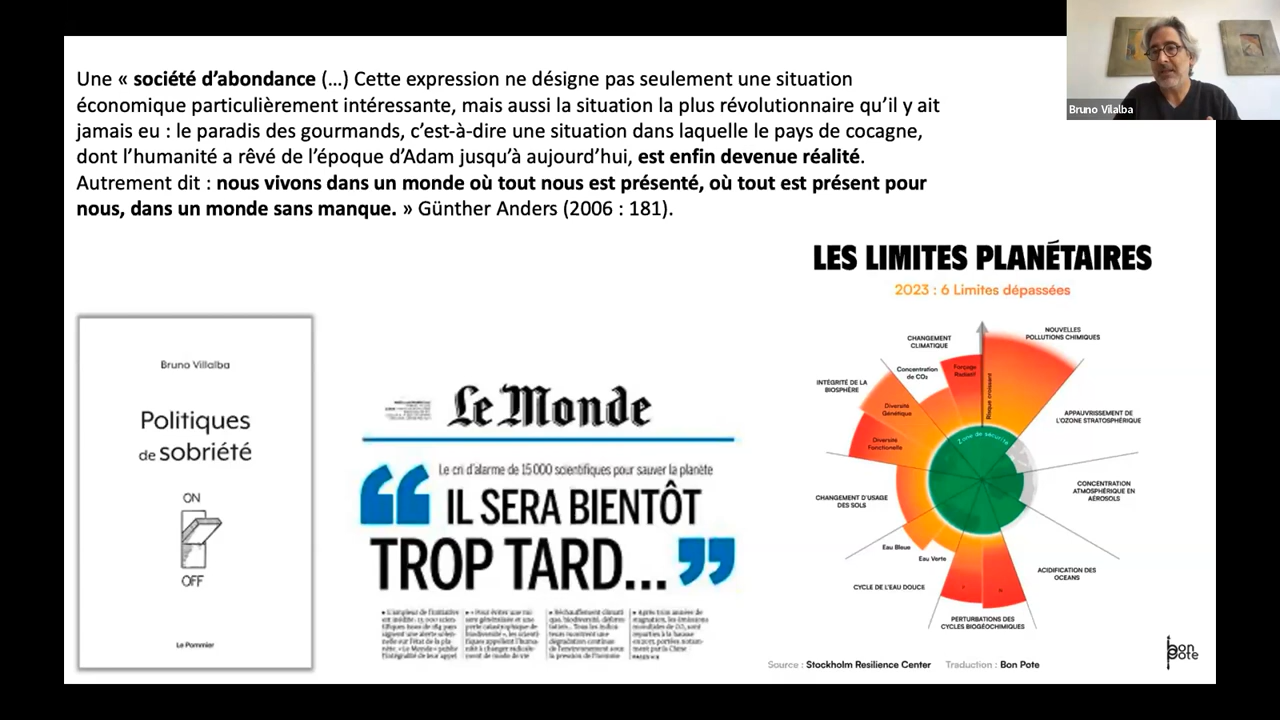 Une « société d’abondance (…) Cette expression ne désigne pas seulement une situation
économique particulièrement intéressante, mais aussi la situation la plus révolutionnaire qu’il y ait
jamais eu : le paradis des gourmands, c’est-à-dire une situation dans laquelle le pays de cocagne,
dont l’humanité a rêvé de l’époque d’Adam jusqu’à aujourd’hui, est enfin devenue réalité.
Autrement dit : nous vivons dans un monde où tout nous est présenté, où tout est présent pour
nous, dans un monde sans manque. » Günther Anders (2006 : 181).
Bruno Vilalba
Bruno Villalba
Politiques
de sobriété
ON
OFF
Le Pommier
Le Monde
Le cri d’alarme de 15 000 scientifiques pour sauver la planète
“ IL SERA BIENTÔT
TROP TARD… ”
LES LIMITES PLANÉTAIRES
2023 : 6 Limites dépassées
CHANGEMENT
CLIMATIQUE
NOUVELLES
POLLUTIONS CHIMIQUES
Concentration
de CO₂
Forçage
Radiatif
Risque croissant
INTÉGRITÉ DE LA
BIOSPHÈRE
Diversité
Génétique
Diversité
Fonctionelle
Zone de sécurité
APPAUVRISSEMENT DE
L’OZONE STRATOSPHÉRIQUE
CHANGEMENT D’USAGE
DES SOLS
CONCENTRATION
ATMOSPHÉRIQUE EN
AÉROSOLS
Eau Bleue
Eau Verte
CYCLE DE L’EAU DOUCE
ACIDIFICATION DES
OCEANS
P
N
PERTURBATIONS DES
CYCLES BIOGÉOCHIMIQUES
Source : Stockholm Resilience Center Traduction : Bon Pote
bon
pote